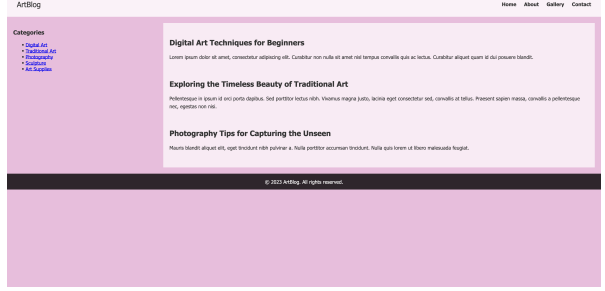 ArtBlog
Home About Gallery Contact
Categories
Digital Art
Traditional Art
Photography
Sculpture
Art Supplies
Digital Art Techniques for Beginners
Lorem ipsum dolor sit amet, consectetur adipiscing elit. Curabitur non nulla sit amet nisl tempus convallis quis ac lectus. Curabitur aliquet quam id dui posuere blandit.
Exploring the Timeless Beauty of Traditional Art
Pellentesque in ipsum id orci porta dapibus. Sed porttitor lectus nibh. Vivamus magna justo, lacinia eget consectetur sed, convallis at tellus. Praesent sapien massa, convallis a pellentesque
nec, egestas non nisi.
Photography Tips for Capturing the Unseen
Mauris blandit aliquet elit, eget tincidunt nibh pulvinar a. Nulla porttitor accumsan tincidunt. Nulla quis lorem ut libero malesuada feugiat.
© 2023 ArtBlog. All rights reserved.